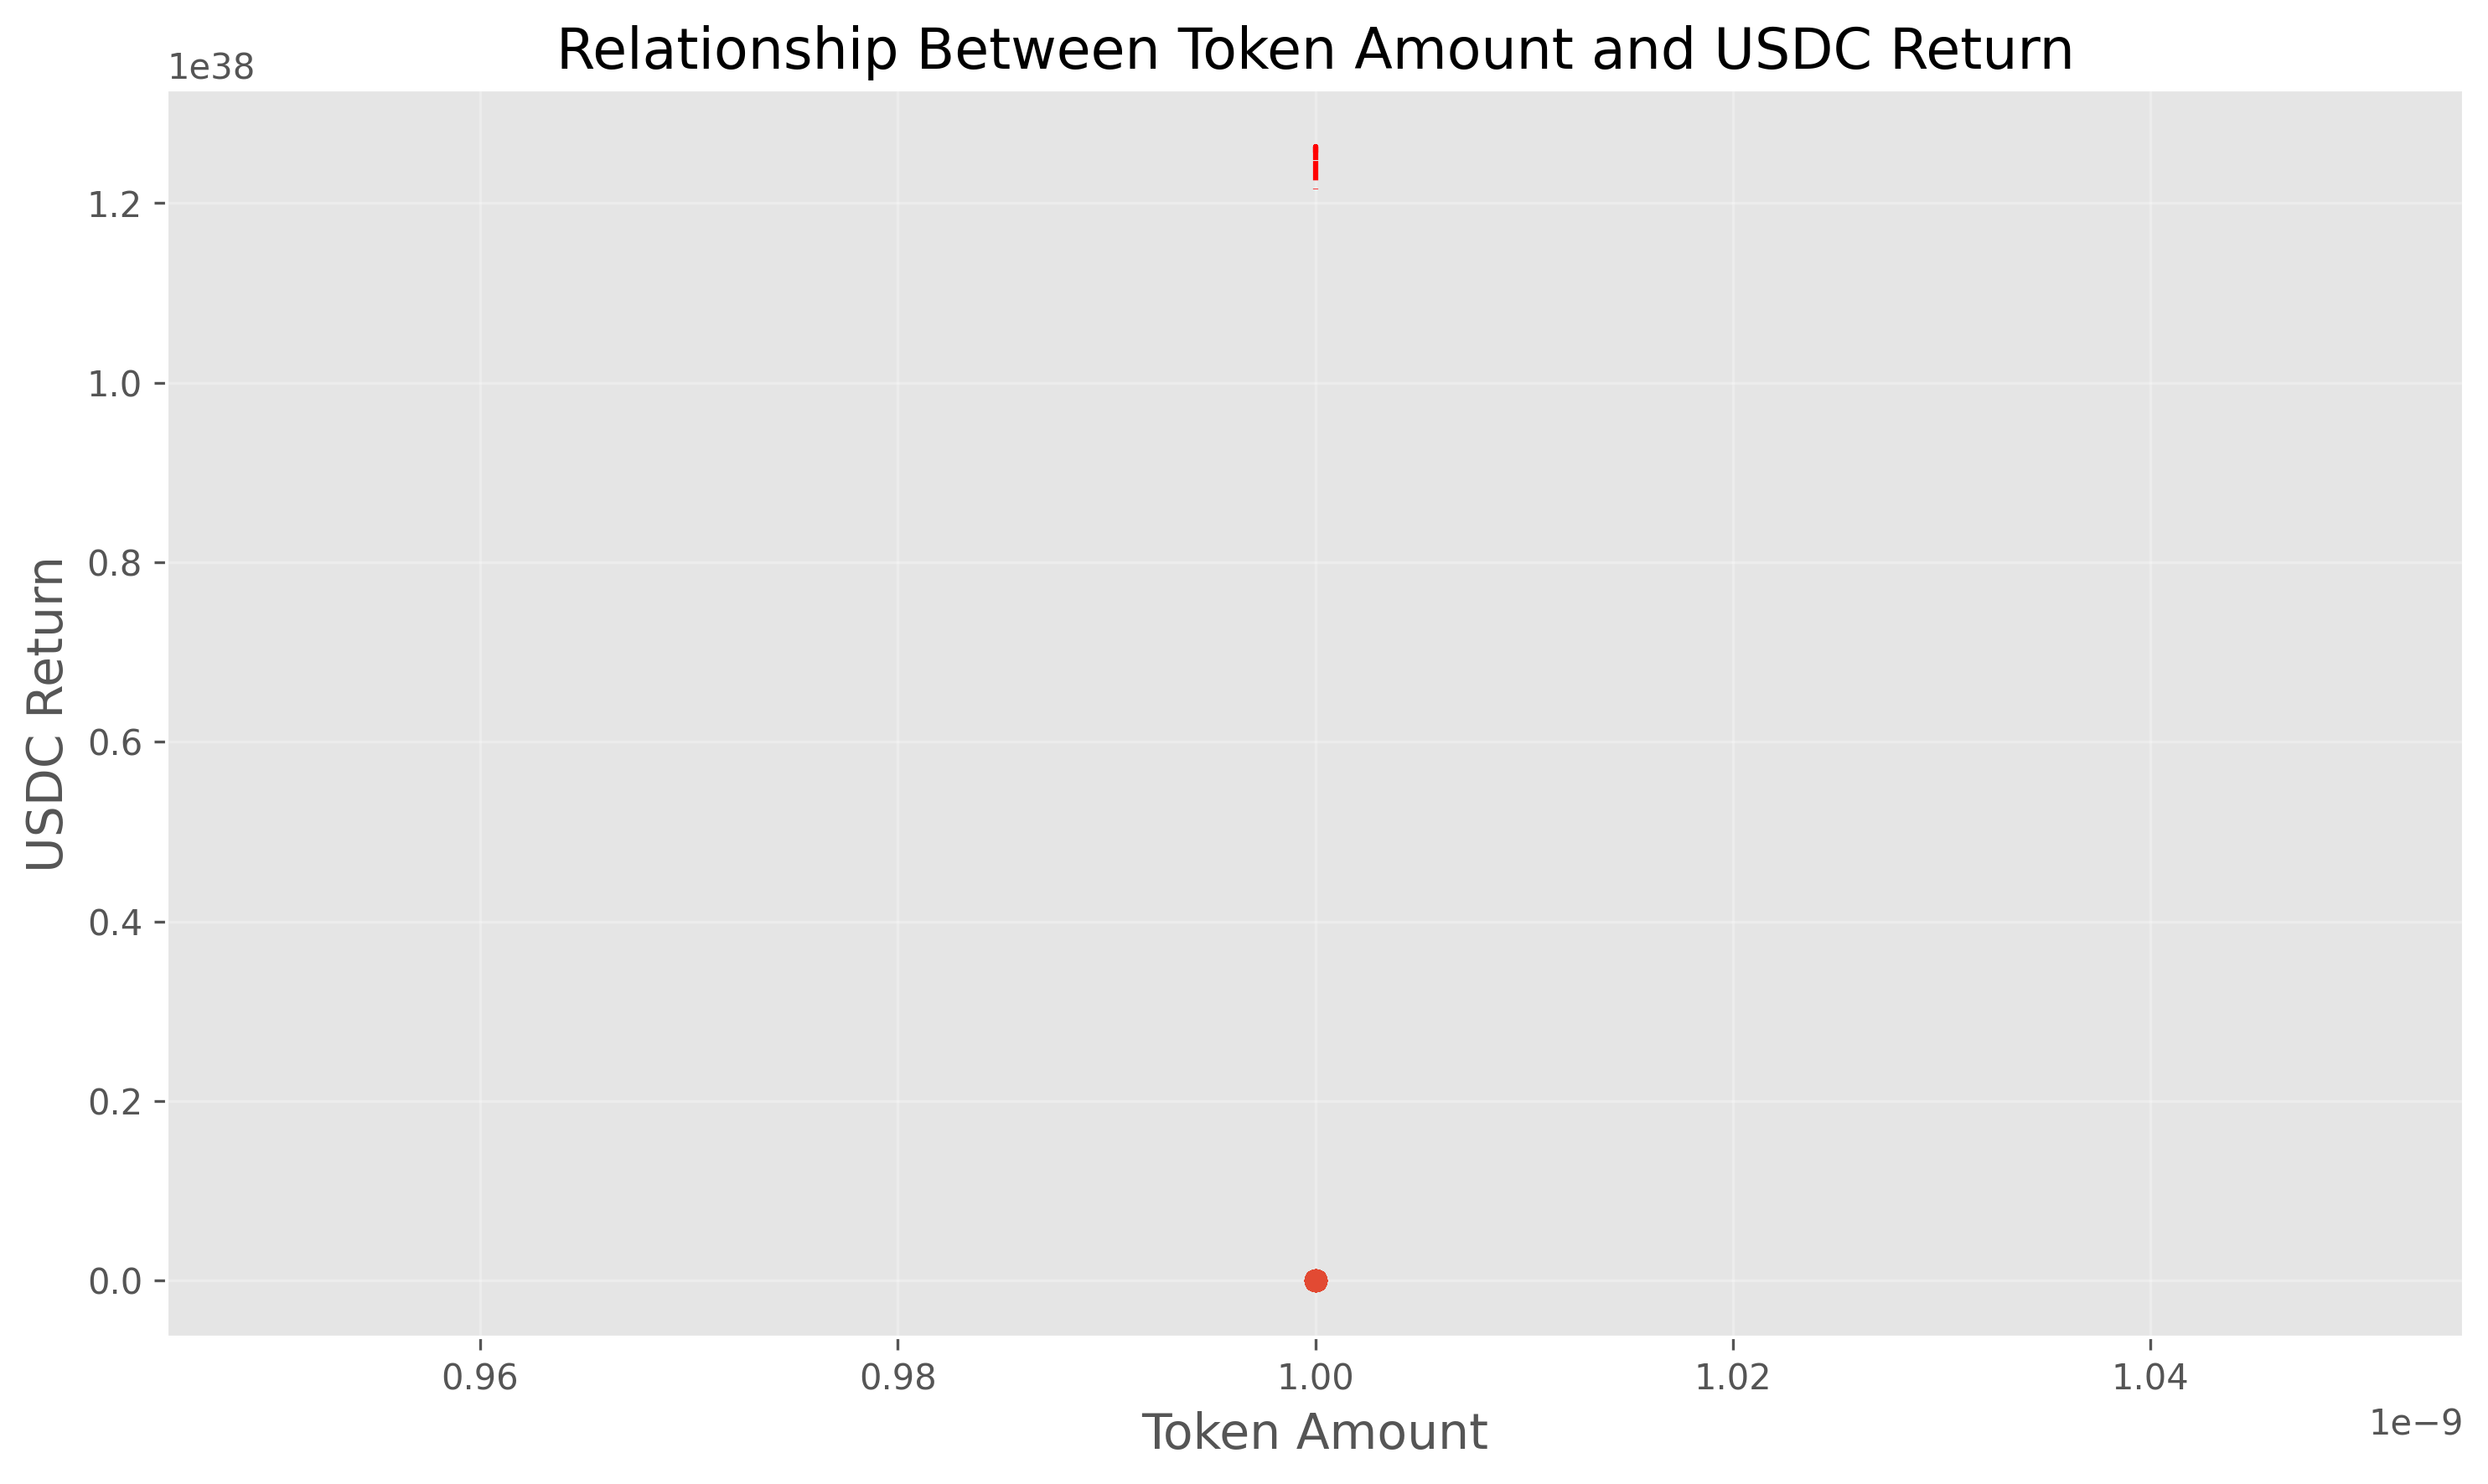 Relationship Between Token Amount and USDC Return
1e38
1.2
1.0
0.8
0.6
0.4
0.2
0.0
USDC Return
0.96
0.98
1.00
1.02
1.04
1e−9
Token Amount